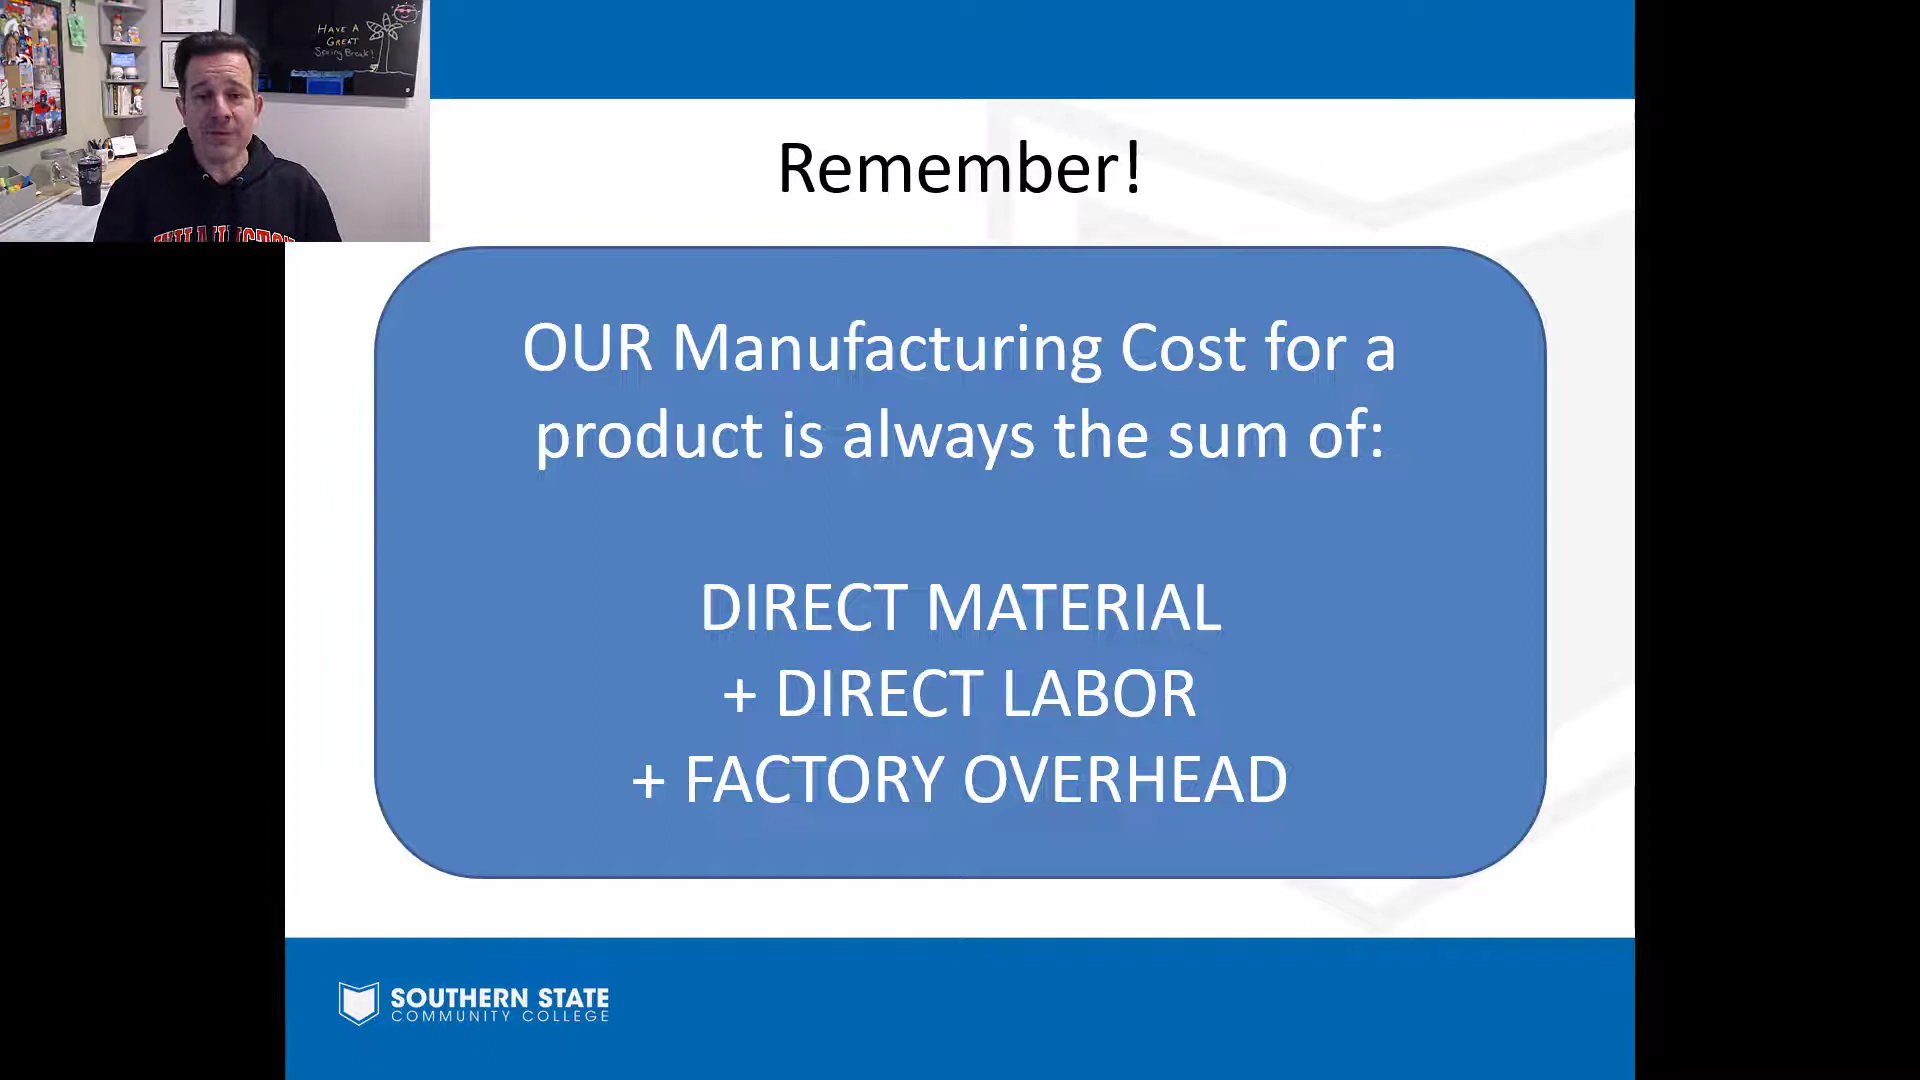 HAVE A
GREAT
Spring Break!
Remember!
OUR Manufacturing Cost for a
product is always the sum of:
DIRECT MATERIAL
+ DIRECT LABOR
+ FACTORY OVERHEAD
SOUTHERN STATE
COMMUNITY COLLEGE